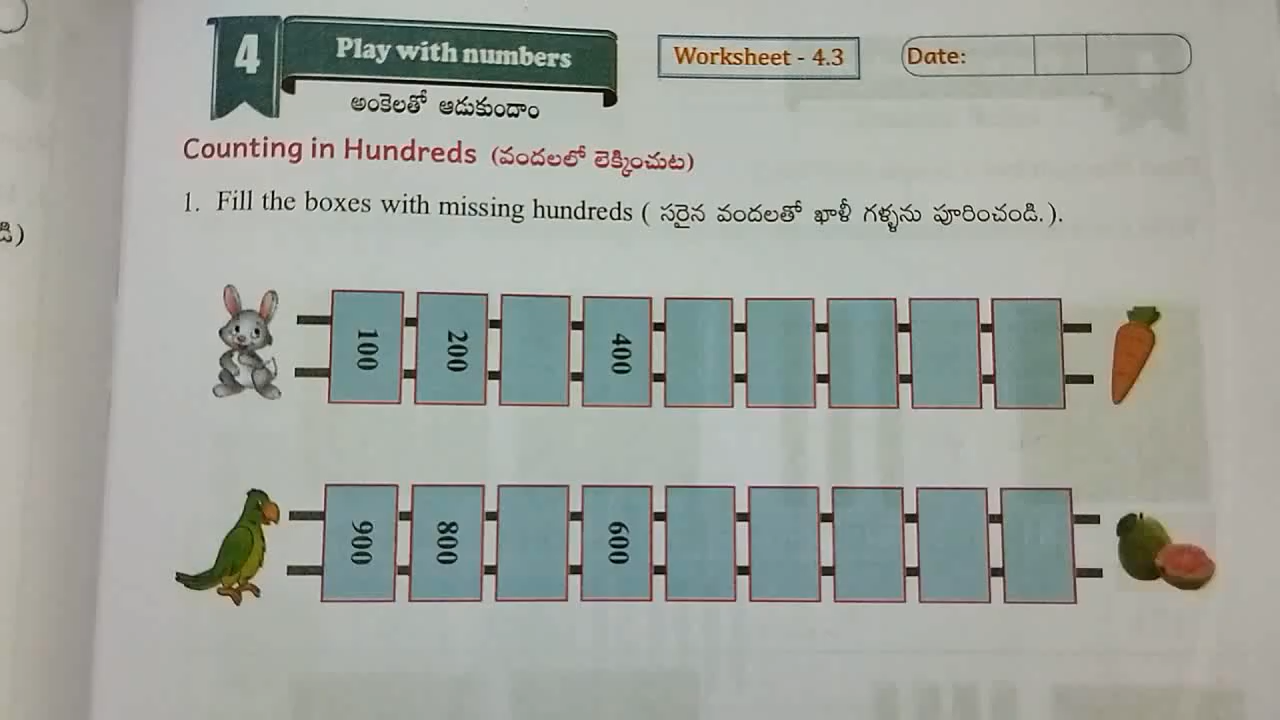 4
Play with numbers
Worksheet - 4.3
Date:
అంకెలతో ఆడుకుందాం
Counting in Hundreds (వందలలో లెక్కించుట)
1. Fill the boxes with missing hundreds ( సరైన వందలతో ఖాళీ గళ్ళను పూరించండి.).
డి)
100 200 400
900 800 600